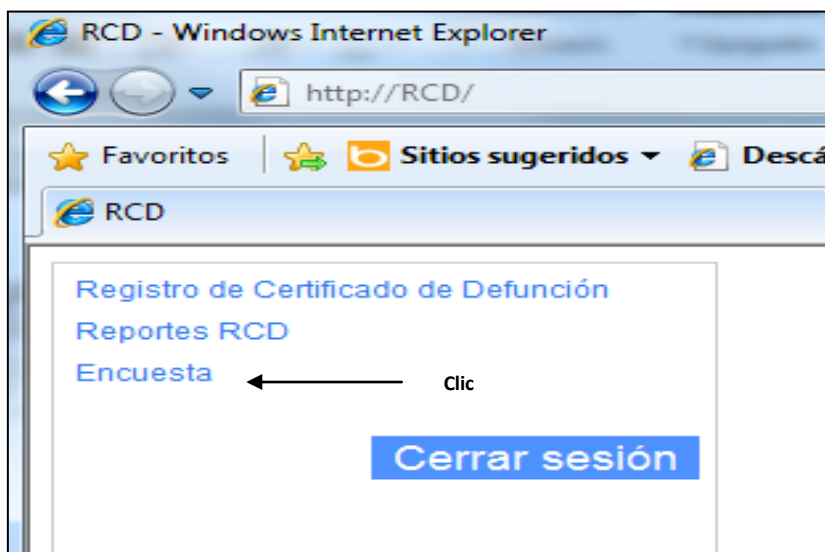 RCD - Windows Internet Explorer
http://RCD/
Favoritos Sitios sugeridos Descá
RCD
Registro de Certificado de Defunción
Reportes RCD
Encuesta
Clic
Cerrar sesión